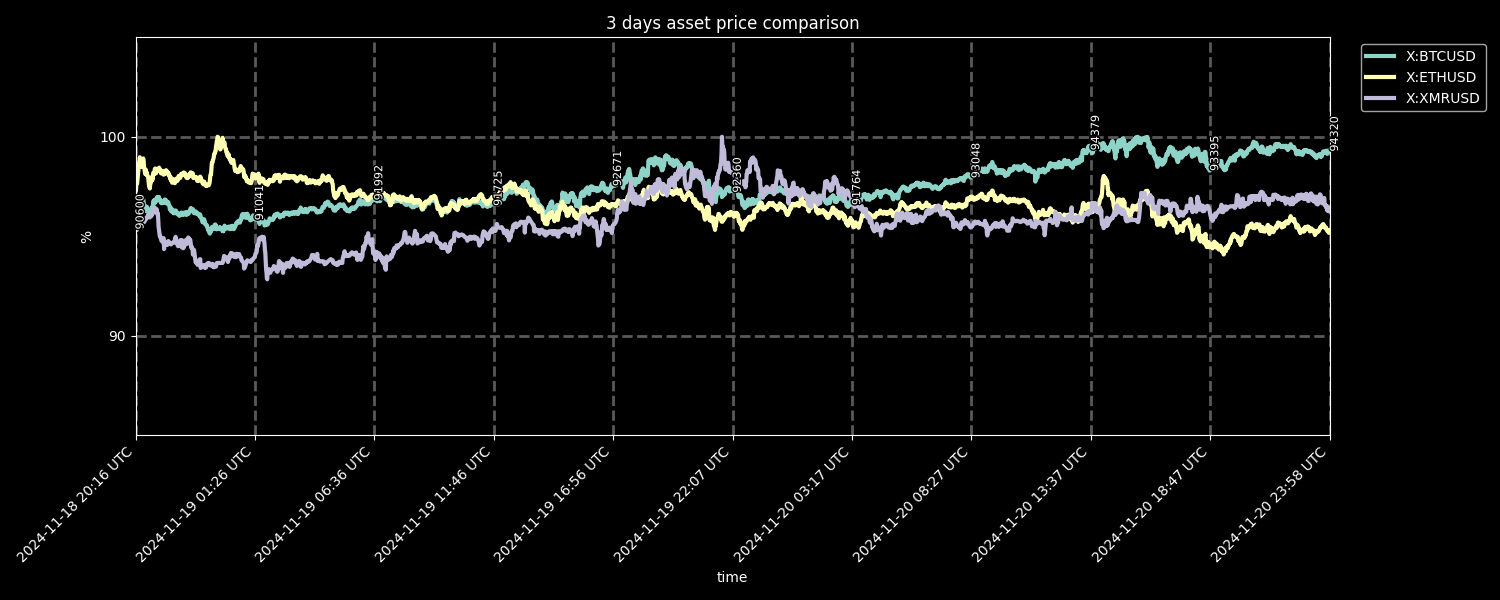 3 days asset price comparison
X:BTCUSD
X:ETHUSD
X:XMRUSD
100
90
%
90600
91041
91992
91725
92671
92360
91764
93048
94379
93395
94320
2024-11-18 20:16 UTC
2024-11-19 01:26 UTC
2024-11-19 06:36 UTC
2024-11-19 11:46 UTC
2024-11-19 16:56 UTC
2024-11-19 22:07 UTC
2024-11-20 03:17 UTC
2024-11-20 08:27 UTC
2024-11-20 13:37 UTC
2024-11-20 18:47 UTC
2024-11-20 23:58 UTC
time